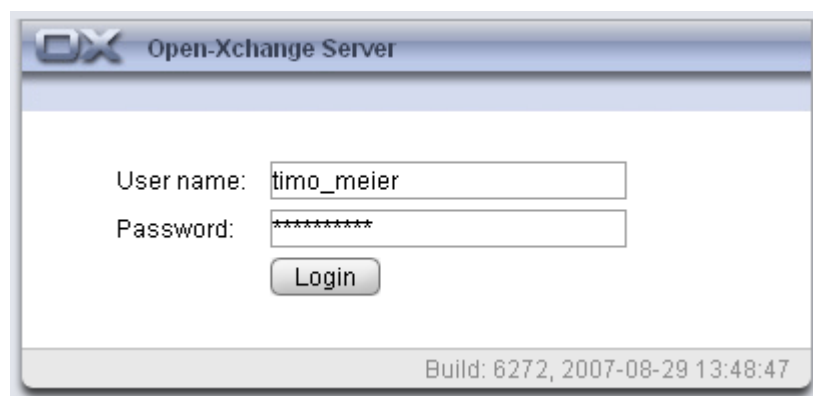 OX Open-Xchange Server
User name: timo_meier
Password: **********
Login
Build: 6272, 2007-08-29 13:48:47